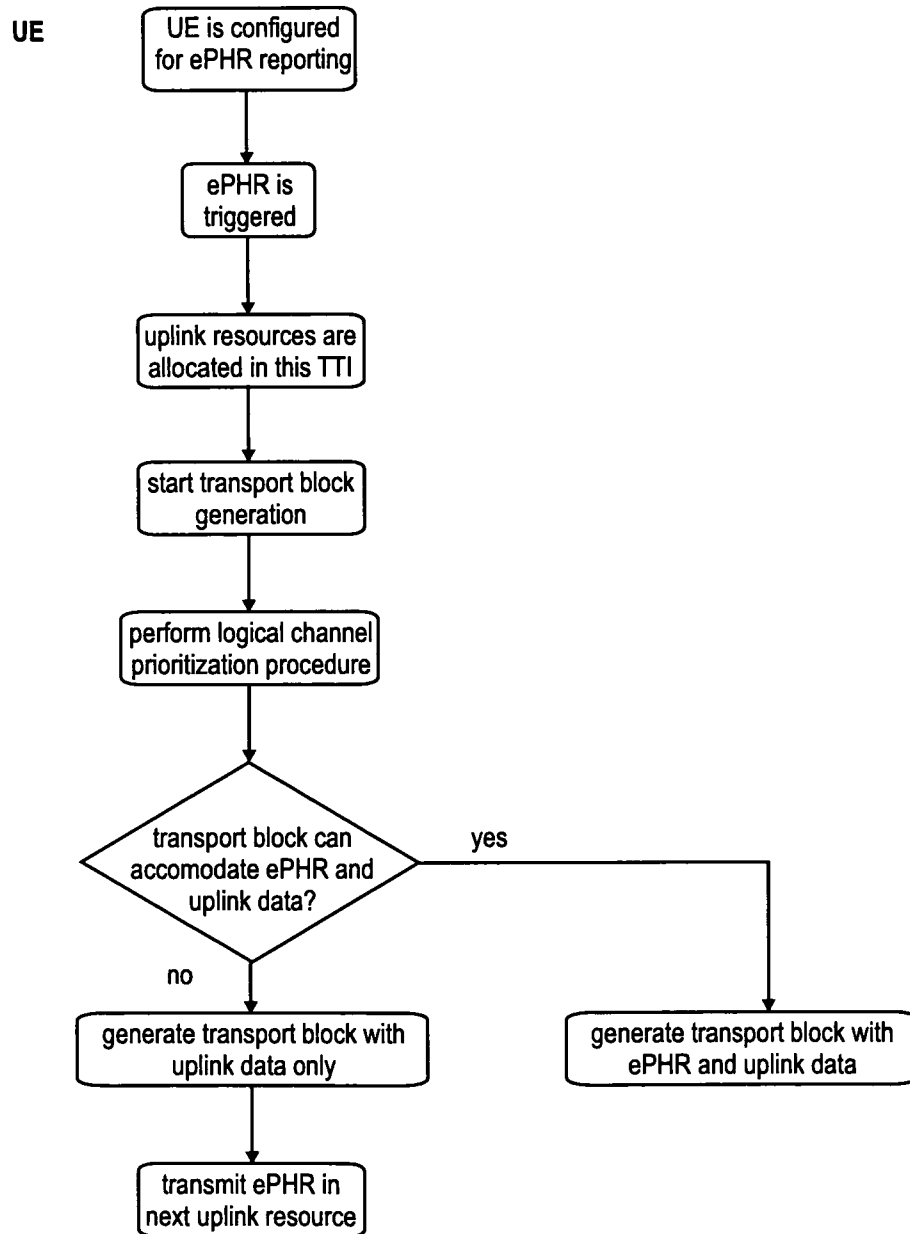 UE
UE is configured
for ePHR reporting
ePHR is
triggered
uplink resources are
allocated in this TTI
start transport block
generation
perform logical channel
prioritization procedure
transport block can
accomodate ePHR and
uplink data?
yes
no
generate transport block with
uplink data only
generate transport block with
ePHR and uplink data
transmit ePHR in
next uplink resource